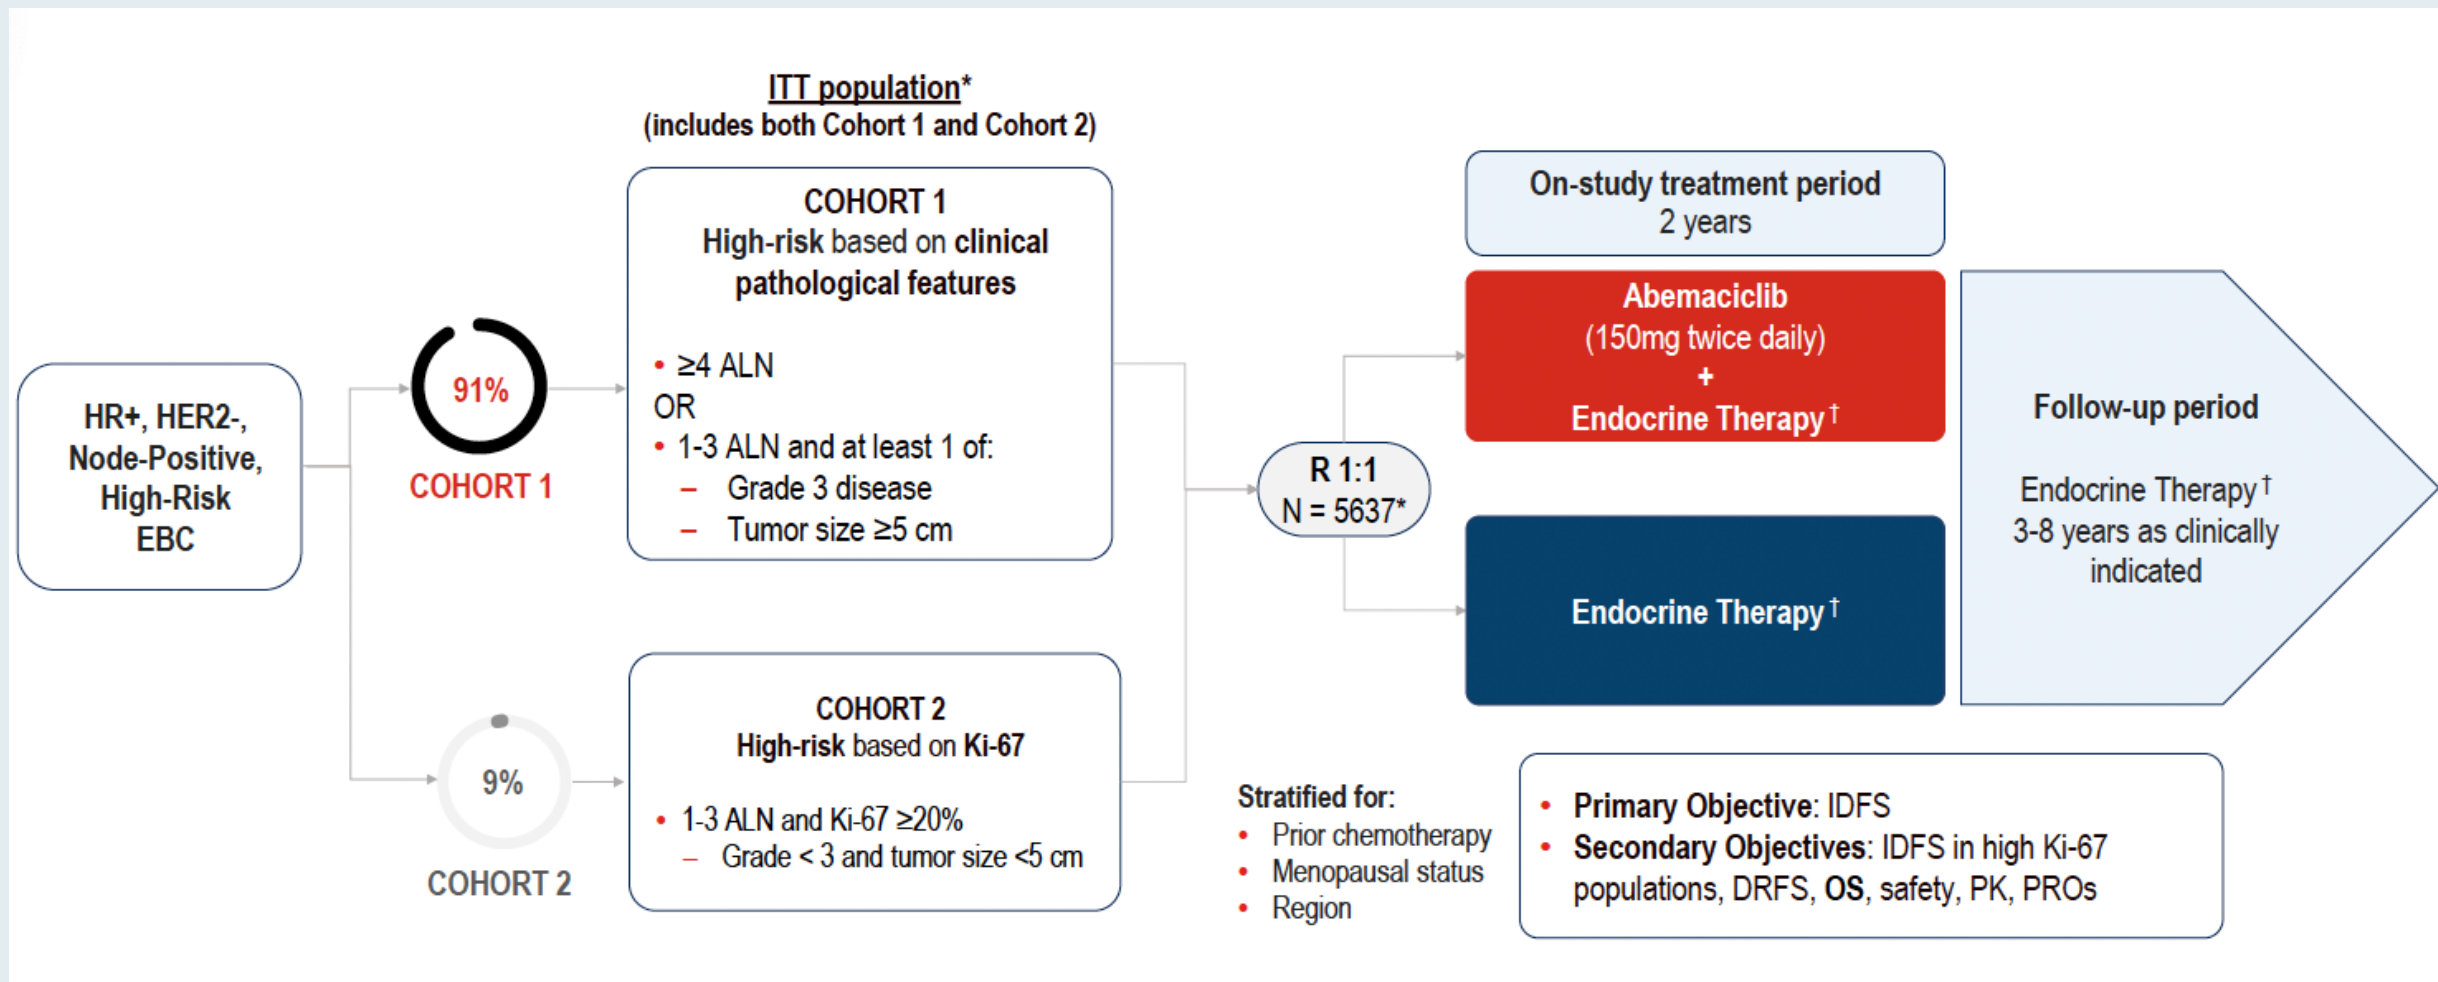 ITT population*
(includes both Cohort 1 and Cohort 2)
HR+, HER2-,
Node-Positive,
High-Risk
EBC
91%
COHORT 1
9%
COHORT 2
COHORT 1
High-risk based on clinical
pathological features
• ≥4 ALN
OR
• 1-3 ALN and at least 1 of:
– Grade 3 disease
– Tumor size ≥5 cm
COHORT 2
High-risk based on Ki-67
• 1-3 ALN and Ki-67 ≥20%
– Grade < 3 and tumor size <5 cm
R 1:1
N = 5637*
On-study treatment period
2 years
Abemaciclib
(150mg twice daily)
+
Endocrine Therapy†
Endocrine Therapy†
Follow-up period
Endocrine Therapy†
3-8 years as clinically
indicated
Stratified for:
• Prior chemotherapy
• Menopausal status
• Region
• Primary Objective: IDFS
• Secondary Objectives: IDFS in high Ki-67
populations, DRFS, OS, safety, PK, PROs